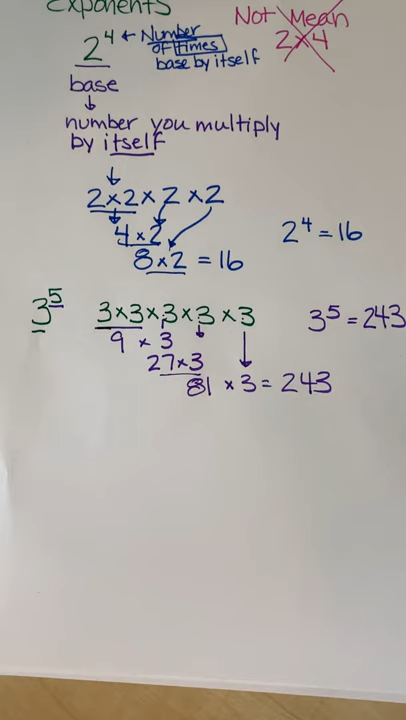 Exponents
Not Mean
2×4
2⁴ ← Number
of times
base by itself
base
number you multiply
by itself
2×2×2×2
4×2
8×2 = 16
2⁴ = 16
3⁵
3×3×3×3×3
3⁵ = 243
9 × 3
27×3
81 × 3 = 243